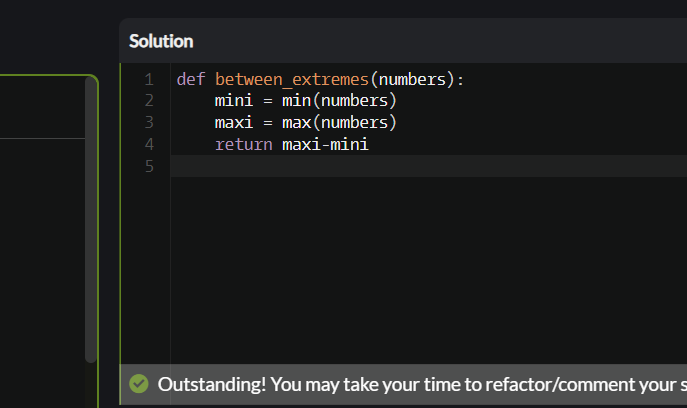 Solution
1 def between_extremes(numbers):
2     mini = min(numbers)
3     maxi = max(numbers)
4     return maxi-mini
5
Outstanding! You may take your time to refactor/comment your